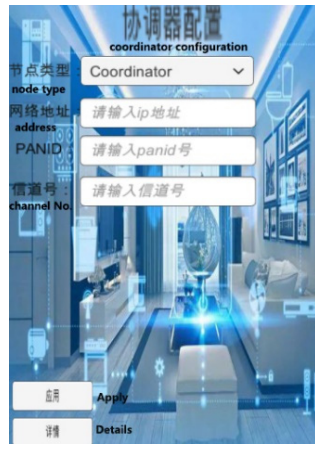 协调器配置
coordinator configuration
节点类型： Coordinator
node type
网络地址： 请输入ip地址
address
PANID： 请输入panid号
信道号： 请输入信道号
channel No.
应用 Apply
详情 Details